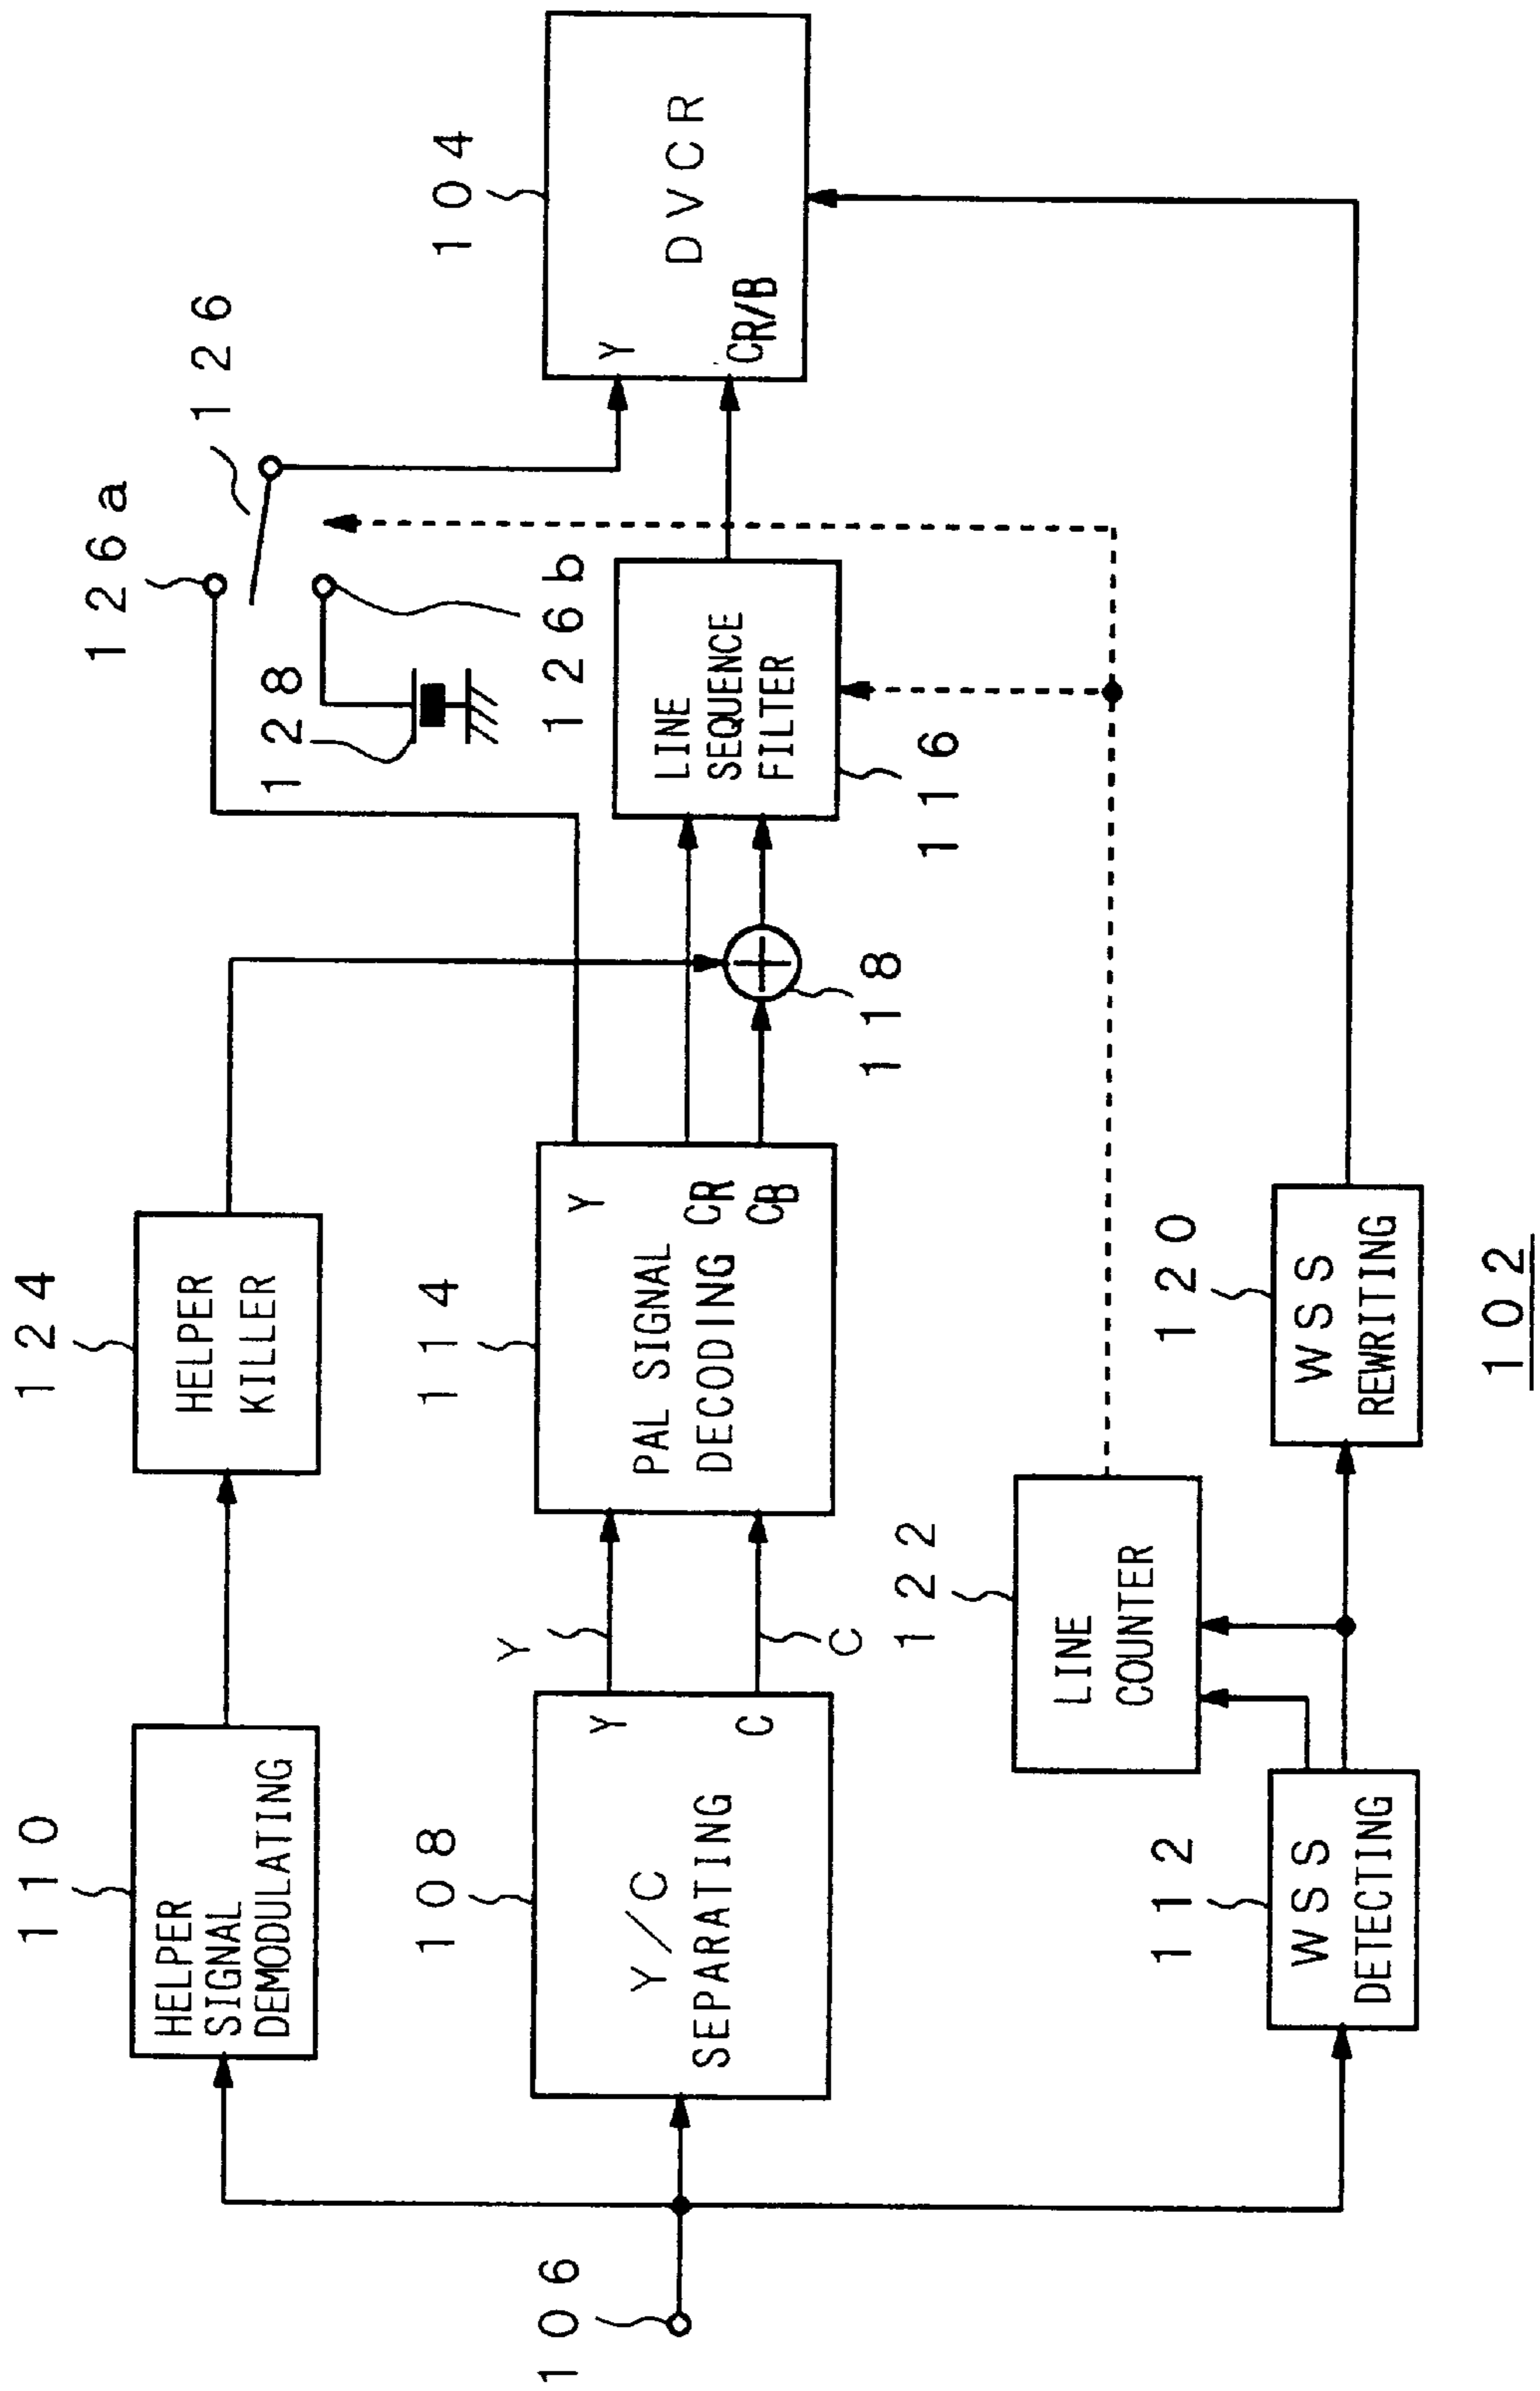 110
HELPER
SIGNAL
DEMODULATING
124
HELPER
KILLER
126a
126
128
126b
104
Y
DVCR
CR/B
106
108
Y
Y/C
SEPARATING
C
Y
C
114
Y
PAL SIGNAL
CR
DECODING
CB
118
LINE
SEQUENCE
FILTER
116
122
LINE
COUNTER
112
WSS
DETECTING
120
WSS
REWRITING
102